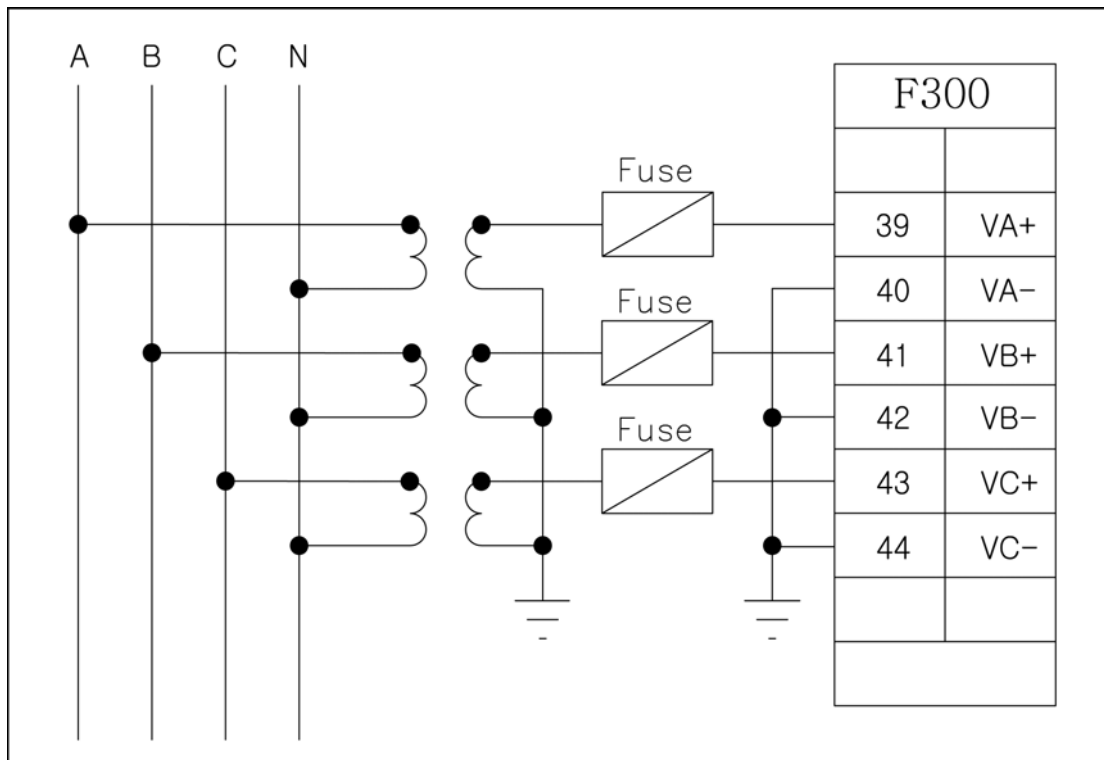 A B C N
F300
Fuse
39 VA+
40 VA-
Fuse
41 VB+
42 VB-
Fuse
43 VC+
44 VC-